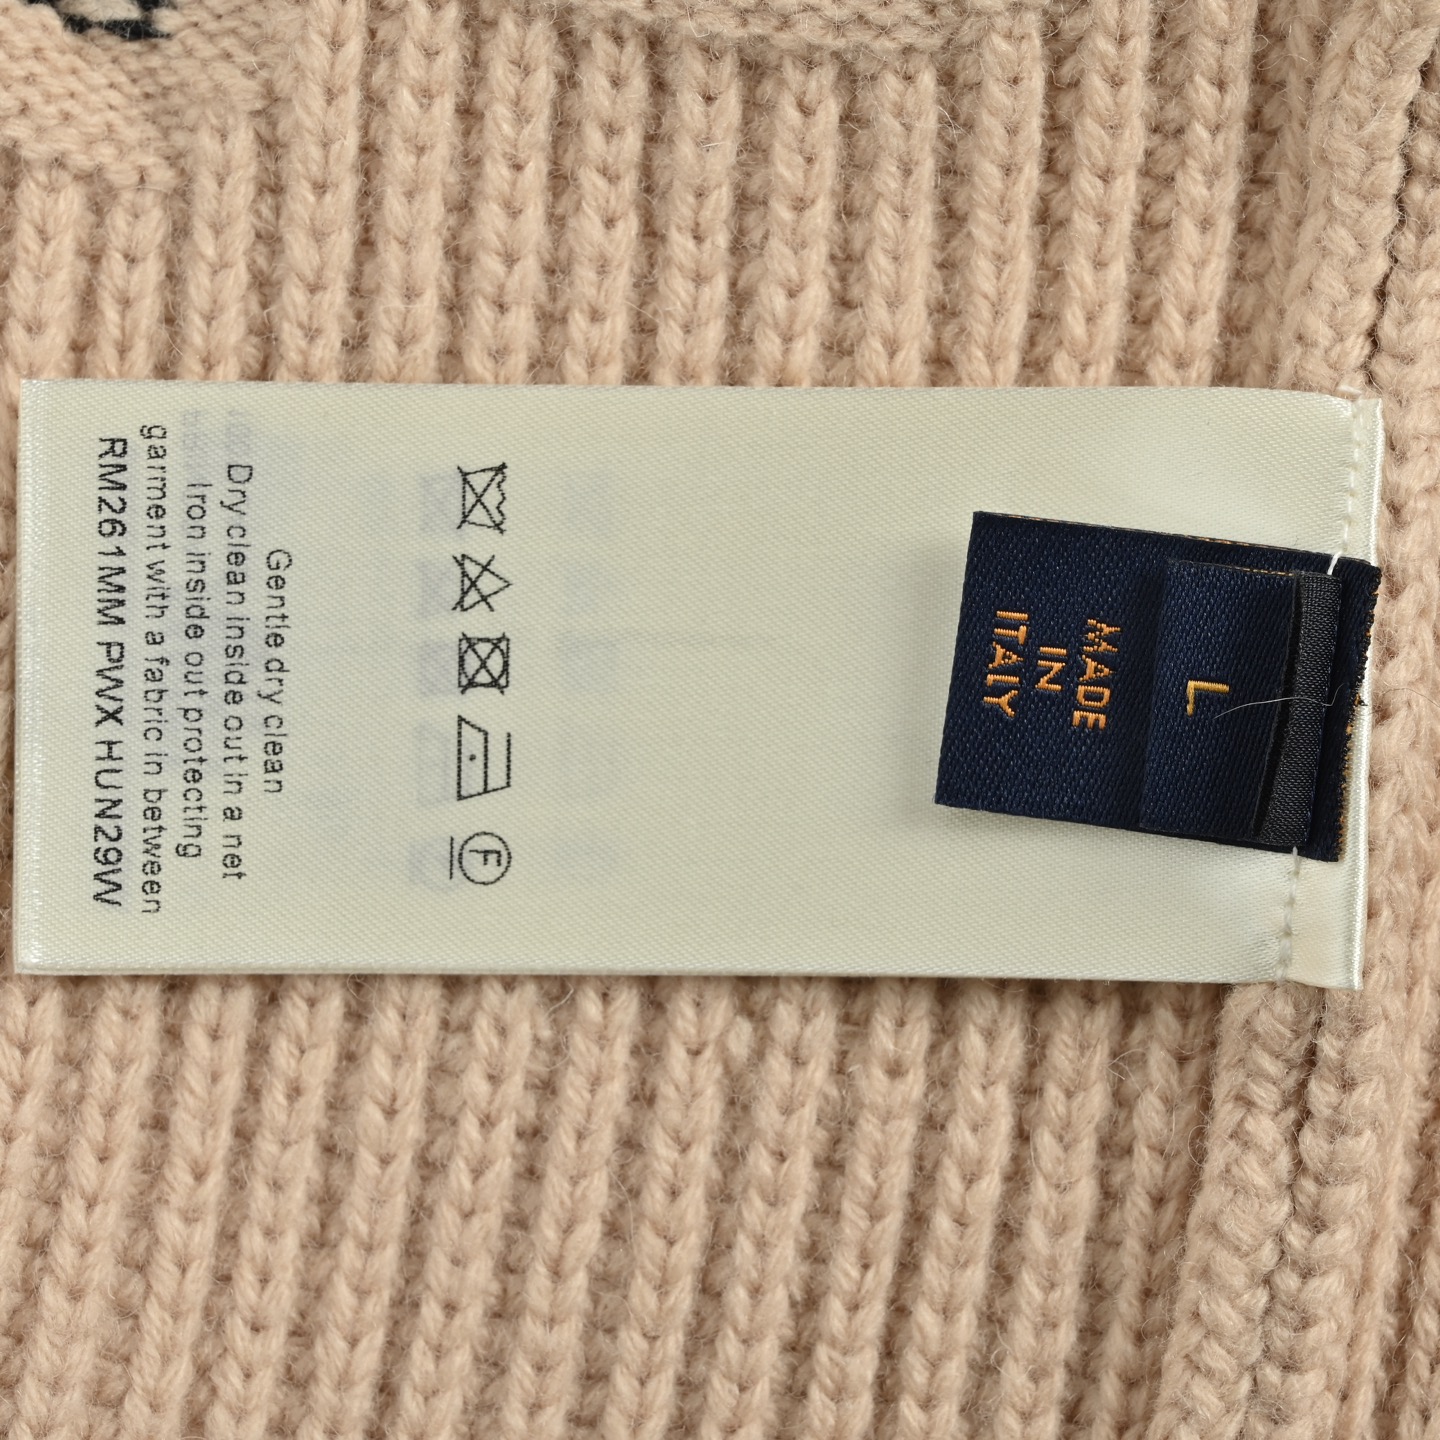 L
MADE
IN
ITALY
F
Gentle dry clean
Dry clean inside out in a net
Iron inside out protecting
garment with a fabric in between
RM261MM PWX HUN29W